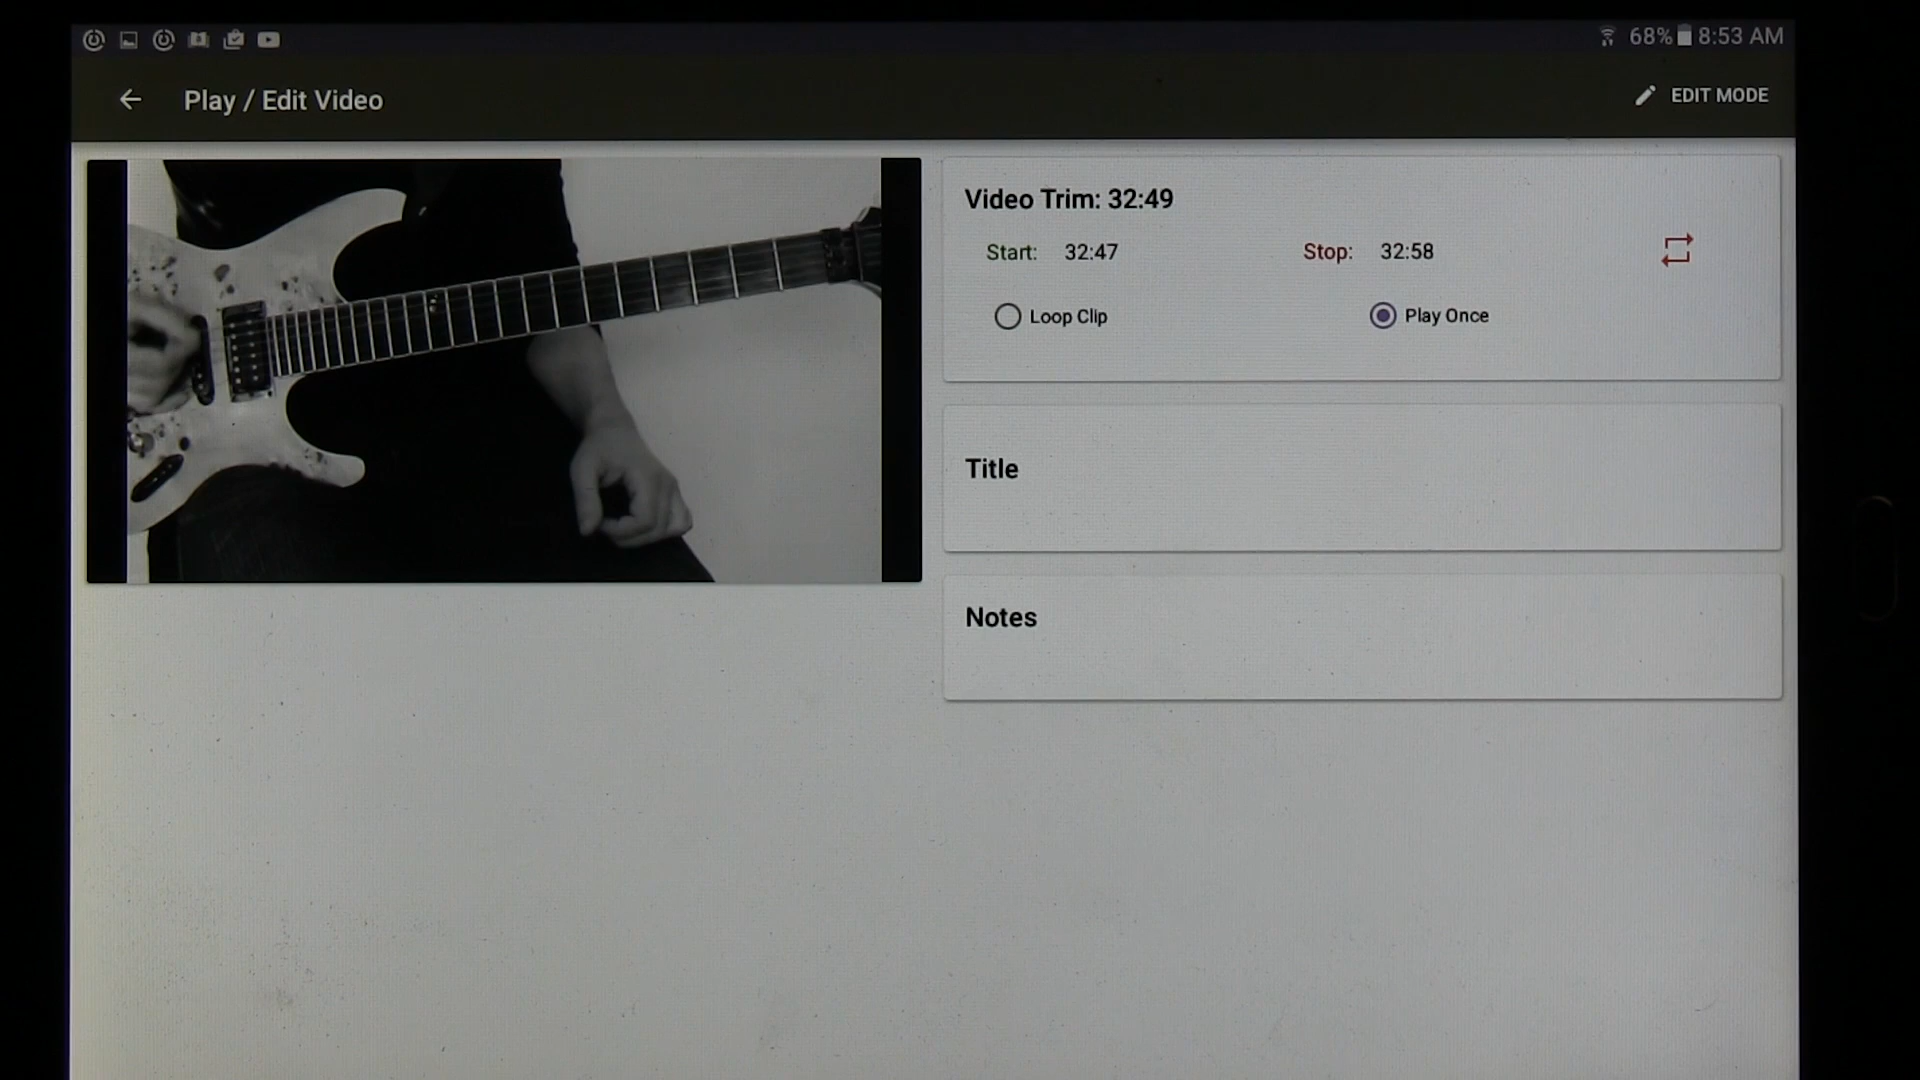 68% 8:53 AM
Play / Edit Video
EDIT MODE
Video Trim: 32:49
Start: 32:47 Stop: 32:58
Loop Clip Play Once
Title
Notes